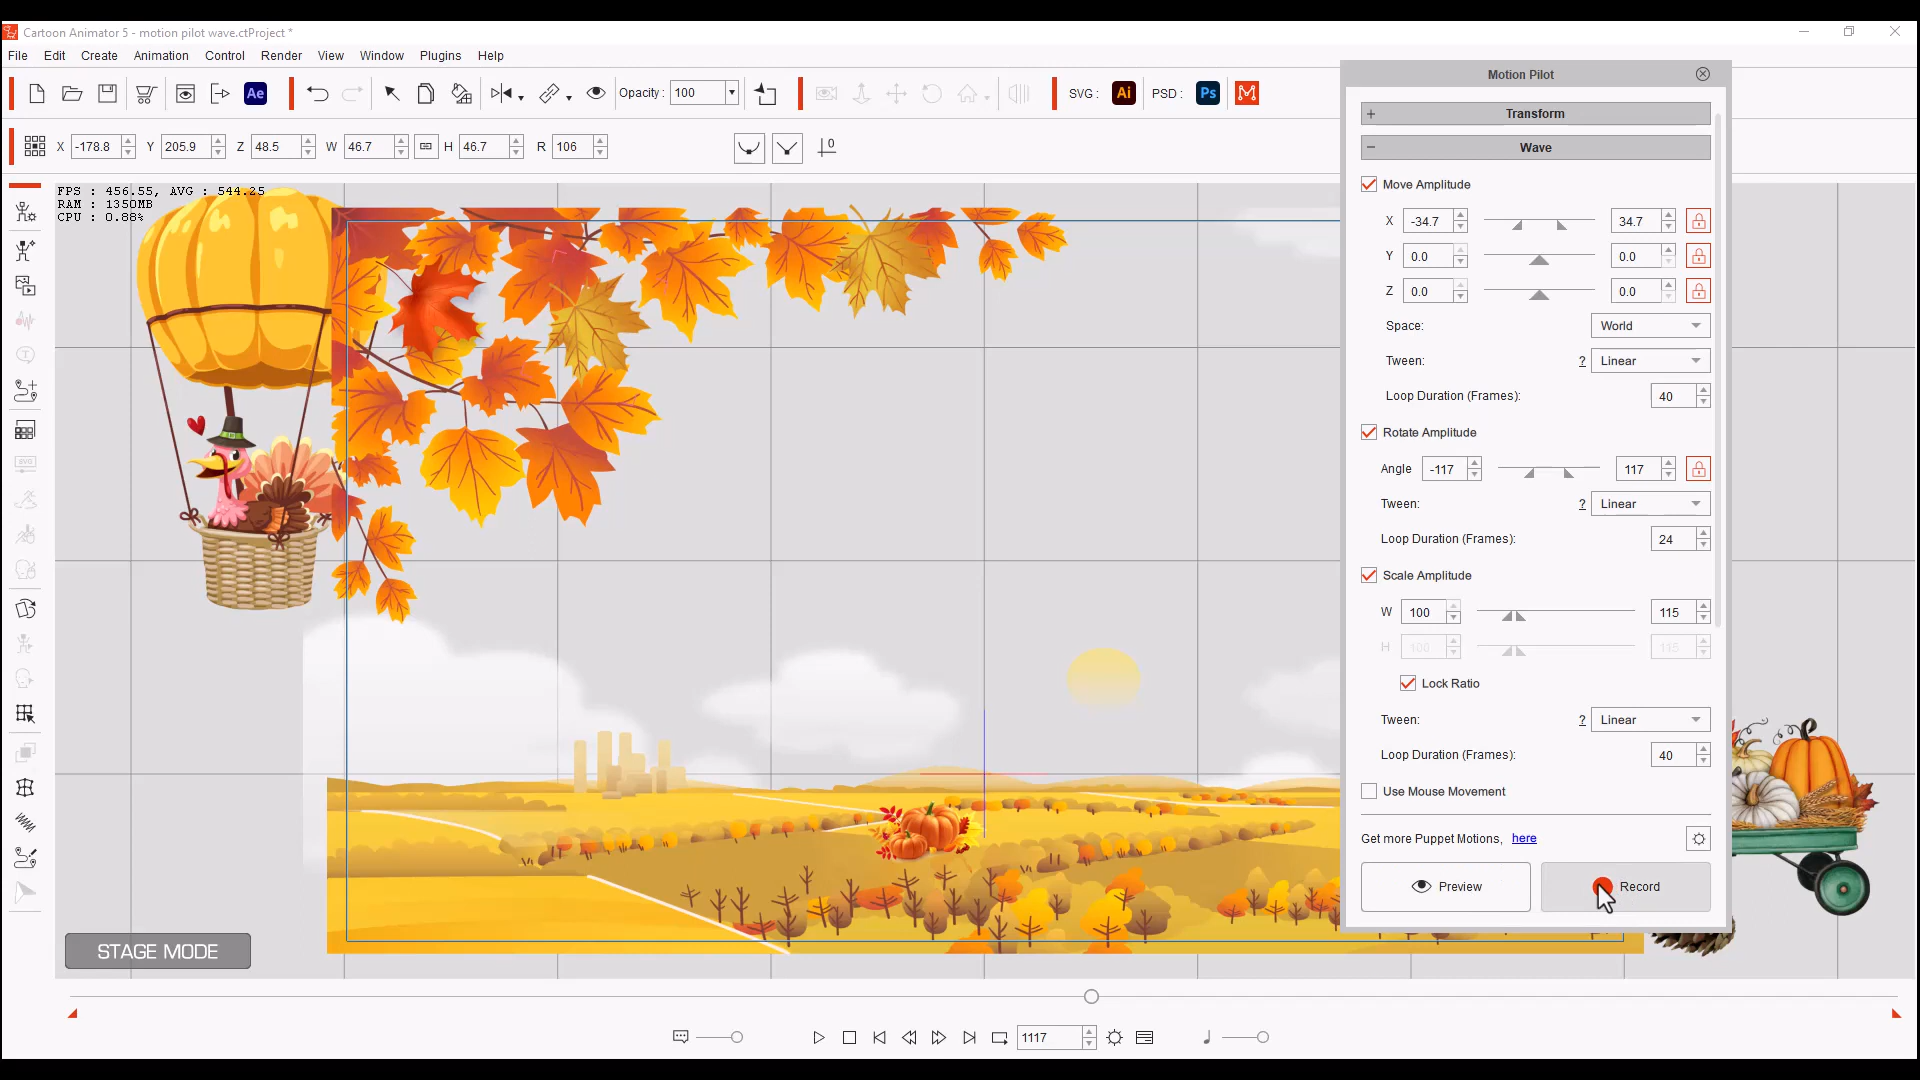 Cartoon Animator 5 - motion pilot wave.ctProject *
File Edit Create Animation Control Render View Window Plugins Help
Ae Opacity : 100 SVG : Ai PSD : Ps
X -178.8 Y 205.9 Z 48.5 W 46.7 H 46.7 R 106 0
FPS : 456.55, AVG : 544.25
RAM : 1350MB
CPU : 0.88%
STAGE MODE
Motion Pilot
+ Transform
− Wave
Move Amplitude
X -34.7 34.7
Y 0.0 0.0
Z 0.0 0.0
Space: World
Tween: ? Linear
Loop Duration (Frames): 40
Rotate Amplitude
Angle -117 117
Tween: ? Linear
Loop Duration (Frames): 24
Scale Amplitude
W 100 115
H 100 115
Lock Ratio
Tween: ? Linear
Loop Duration (Frames): 40
Use Mouse Movement
Get more Puppet Motions, here
Preview Record
1117